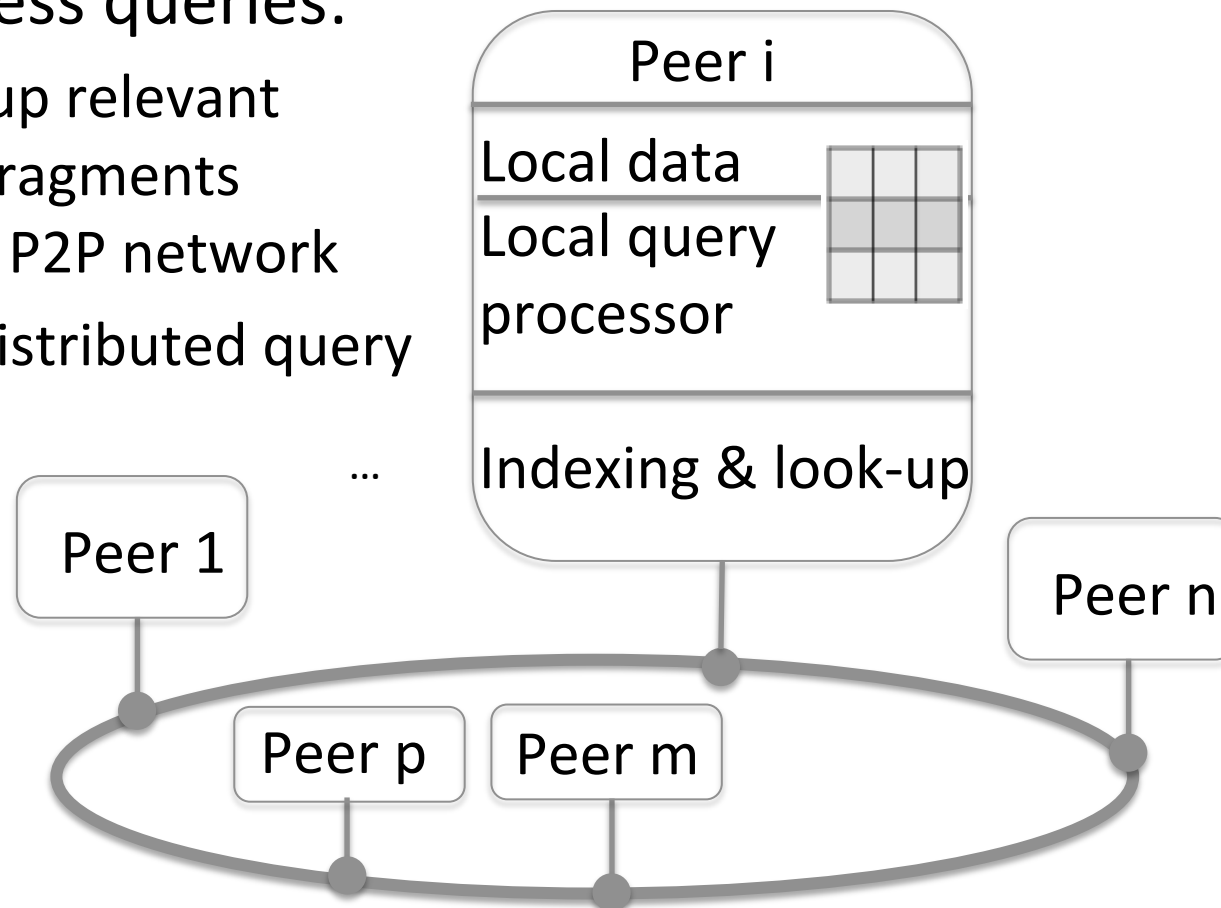 ess queries:
up relevant
ragments
P2P network
istributed query
...
Peer i
Local data
Local query
processor
Indexing & look-up
Peer 1
Peer n
Peer p
Peer m